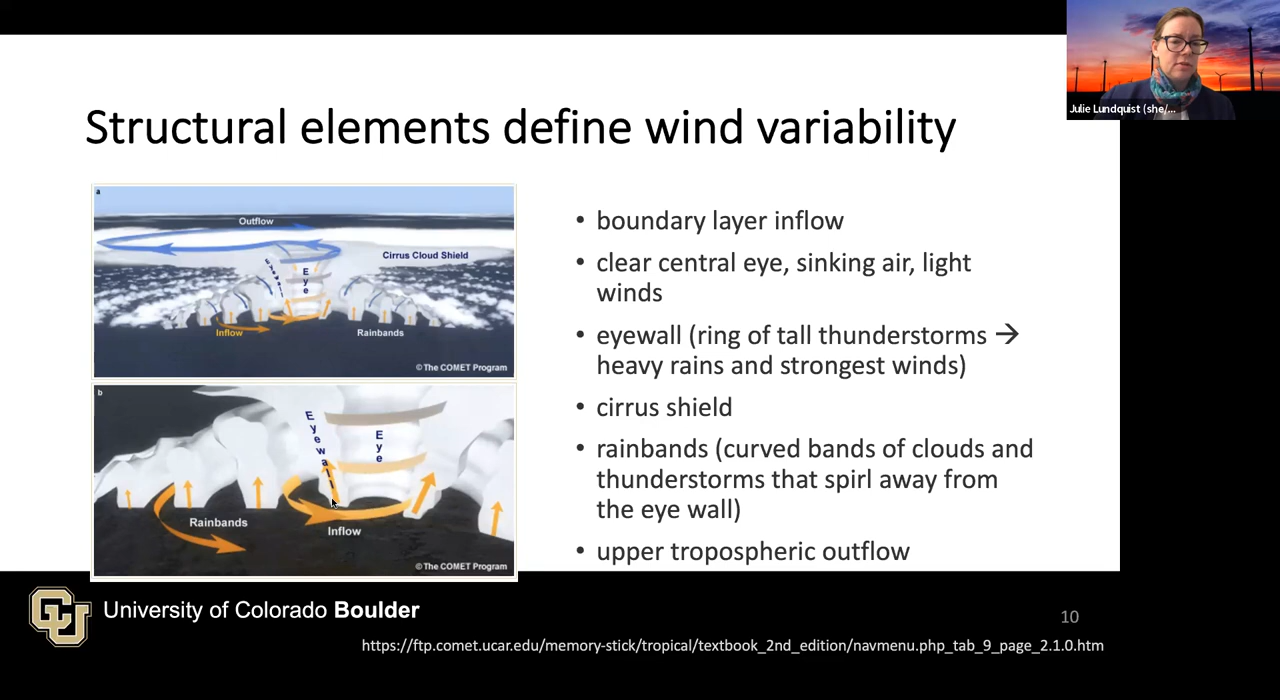 Julie Lundquist (she/...
Structural elements define wind variability
a
Outflow
Cirrus Cloud Shield
Eyewall
Eye
Inflow
Rainbands
© The COMET Program
b
Eyewall
Eye
Rainbands
Inflow
© The COMET Program
• boundary layer inflow
• clear central eye, sinking air, light
winds
• eyewall (ring of tall thunderstorms →
heavy rains and strongest winds)
• cirrus shield
• rainbands (curved bands of clouds and
thunderstorms that spirl away from
the eye wall)
• upper tropospheric outflow
CU
University of Colorado Boulder
10
https://ftp.comet.ucar.edu/memory-stick/tropical/textbook_2nd_edition/navmenu.php_tab_9_page_2.1.0.htm